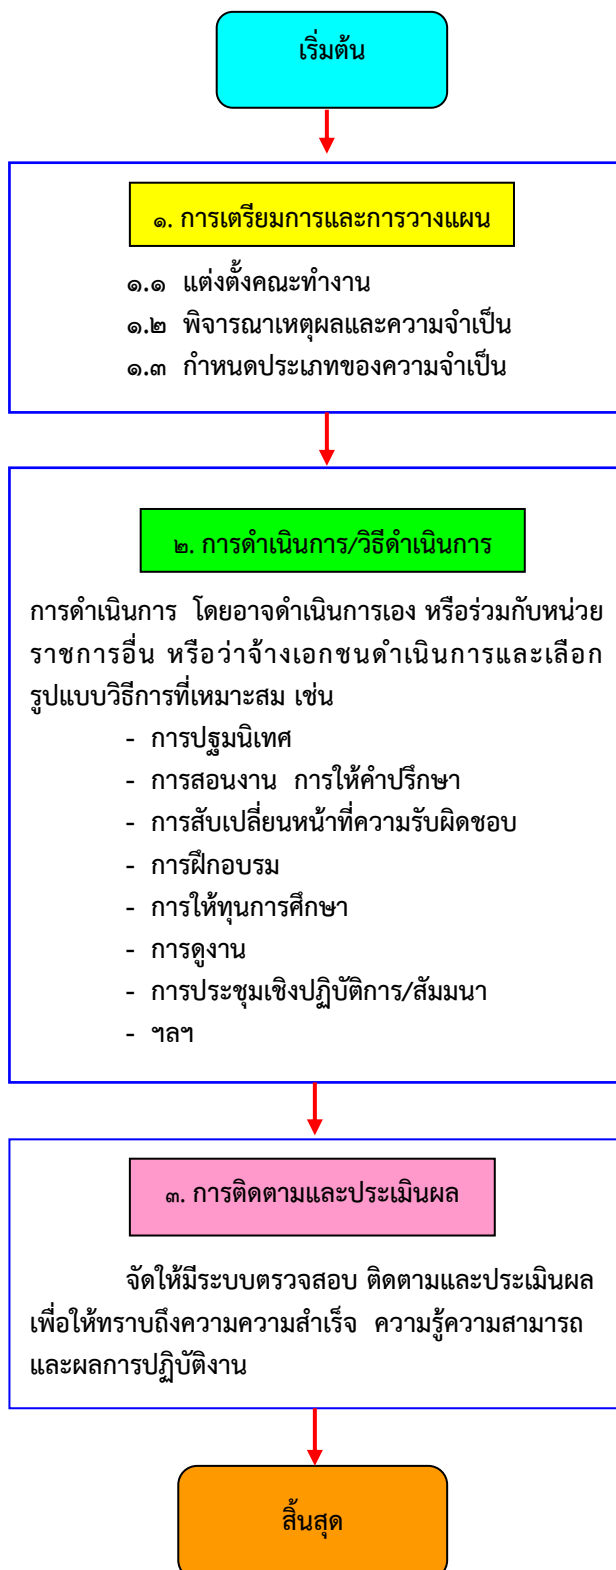 เริ่มต้น
๑. การเตรียมการและการวางแผน
๑.๑ แต่งตั้งคณะทำงาน
๑.๒ พิจารณาเหตุผลและความจำเป็น
๑.๓ กำหนดประเภทของความจำเป็น
๒. การดำเนินการ/วิธีดำเนินการ
การดำเนินการ โดยอาจดำเนินการเอง หรือร่วมกับหน่วย
ราชการอื่น หรือว่าจ้างเอกชนดำเนินการและเลือก
รูปแบบวิธีการที่เหมาะสม เช่น
- การปฐมนิเทศ
- การสอนงาน การให้คำปรึกษา
- การสับเปลี่ยนหน้าที่ความรับผิดชอบ
- การฝึกอบรม
- การให้ทุนการศึกษา
- การดูงาน
- การประชุมเชิงปฏิบัติการ/สัมมนา
- ฯลฯ
๓. การติดตามและประเมินผล
จัดให้มีระบบตรวจสอบ ติดตามและประเมินผล
เพื่อให้ทราบถึงความความสำเร็จ ความรู้ความสามารถ
และผลการปฏิบัติงาน
สิ้นสุด